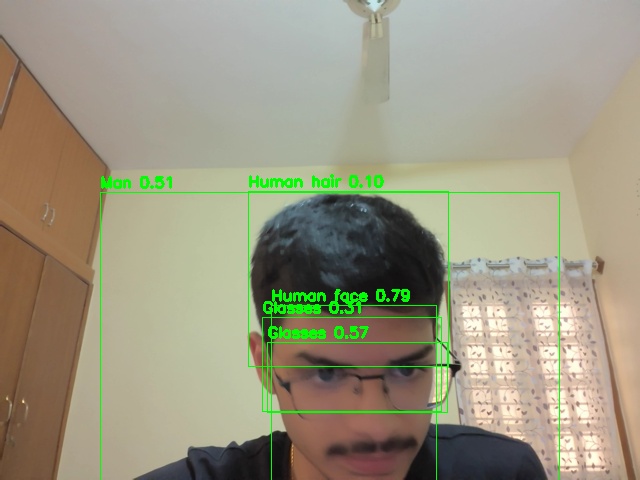 Man 0.51
Human hair 0.10
Human face 0.79
Glasses 0.31
Glasses 0.57